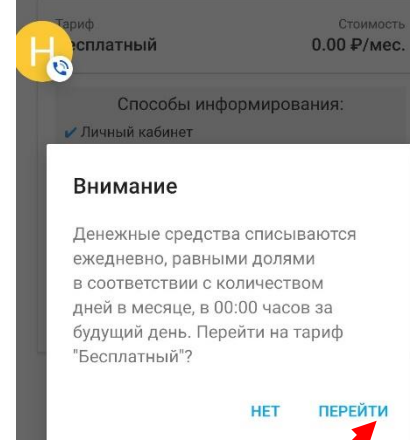 Тариф
Стоимость
Бесплатный
0.00 ₽/мес.
Н
Способы информирования:
✔ Личный кабинет
Внимание
Денежные средства списываются
ежедневно, равными долями
в соответствии с количеством
дней в месяце, в 00:00 часов за
будущий день. Перейти на тариф
"Бесплатный"?
НЕТ
ПЕРЕЙТИ